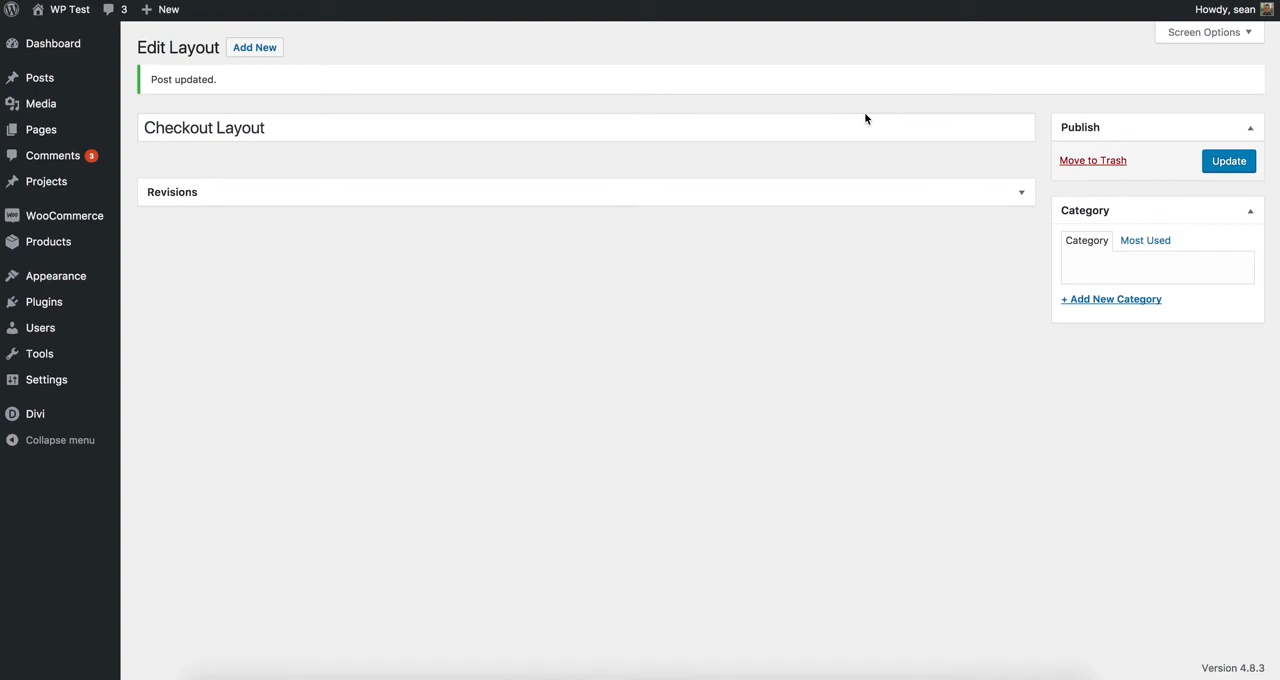 WP Test 3 New Howdy, sean
Dashboard
Posts
Media
Pages
Comments 3
Projects
WooCommerce
Products
Appearance
Plugins
Users
Tools
Settings
Divi
Collapse menu
Screen Options
Edit Layout Add New
Post updated.
Checkout Layout
Revisions
Publish
Move to Trash Update
Category
Category Most Used
+ Add New Category
Version 4.8.3